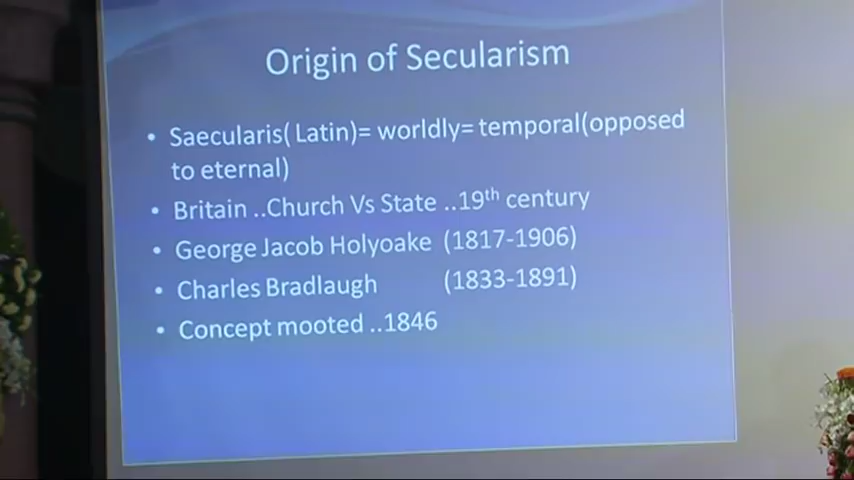 Origin of Secularism
• Saecularis( Latin)= worldly= temporal(opposed
to eternal)
• Britain ..Church Vs State ..19th century
• George Jacob Holyoake (1817-1906)
• Charles Bradlaugh (1833-1891)
• Concept mooted ..1846